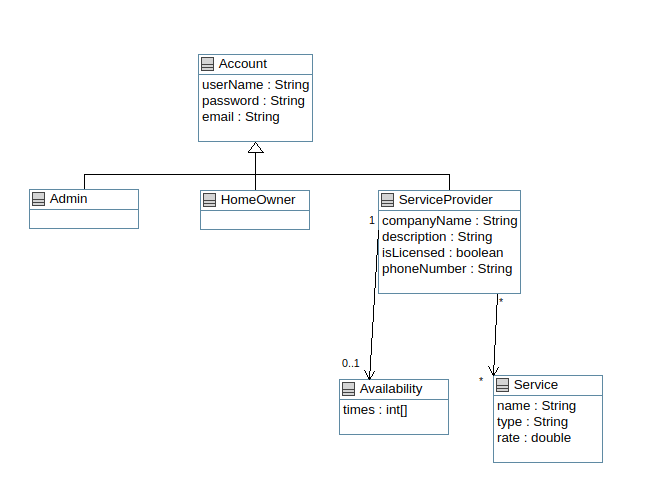 Account
userName : String
password : String
email : String
Admin
HomeOwner
ServiceProvider
companyName : String
description : String
isLicensed : boolean
phoneNumber : String
1
*
0..1
*
Availability
times : int[]
Service
name : String
type : String
rate : double